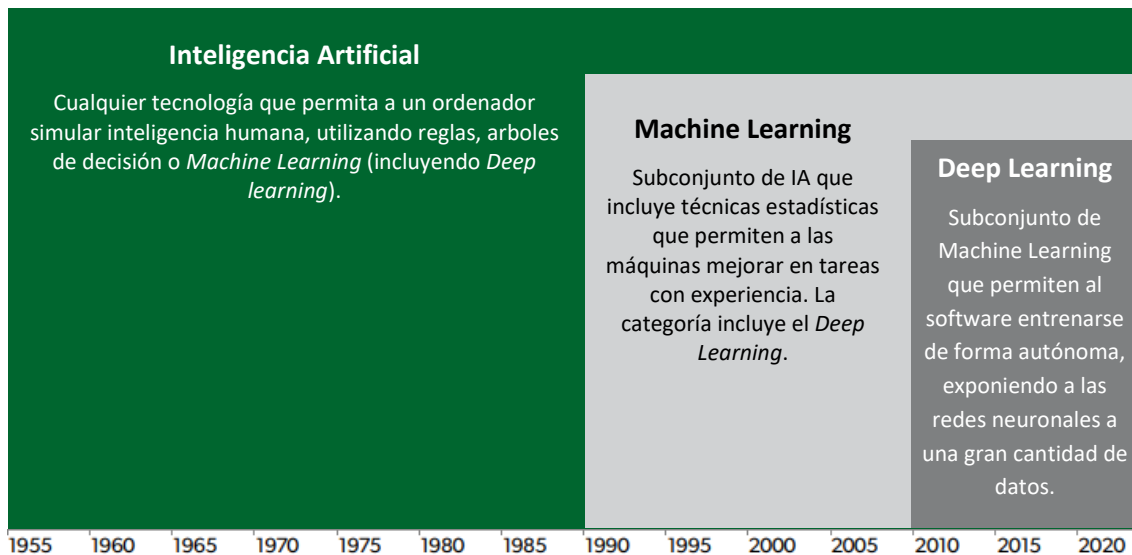 Inteligencia Artificial
Cualquier tecnología que permita a un ordenador
simular inteligencia humana, utilizando reglas, arboles
de decisión o Machine Learning (incluyendo Deep
learning).
Machine Learning
Subconjunto de IA que
incluye técnicas estadísticas
que permiten a las
máquinas mejorar en tareas
con experiencia. La
categoría incluye el Deep
Learning.
Deep Learning
Subconjunto de
Machine Learning
que permiten al
software entrenarse
de forma autónoma,
exponiendo a las
redes neuronales a
una gran cantidad de
datos.
1955 1960 1965 1970 1975 1980 1985 1990 1995 2000 2005 2010 2015 2020